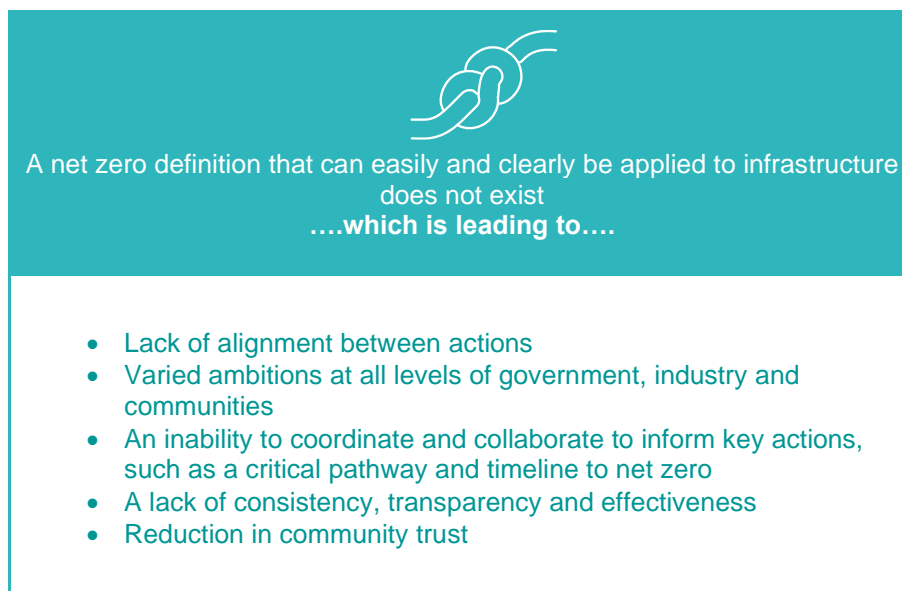 A net zero definition that can easily and clearly be applied to infrastructure
does not exist
….which is leading to….
• Lack of alignment between actions
• Varied ambitions at all levels of government, industry and
communities
• An inability to coordinate and collaborate to inform key actions,
such as a critical pathway and timeline to net zero
• A lack of consistency, transparency and effectiveness
• Reduction in community trust